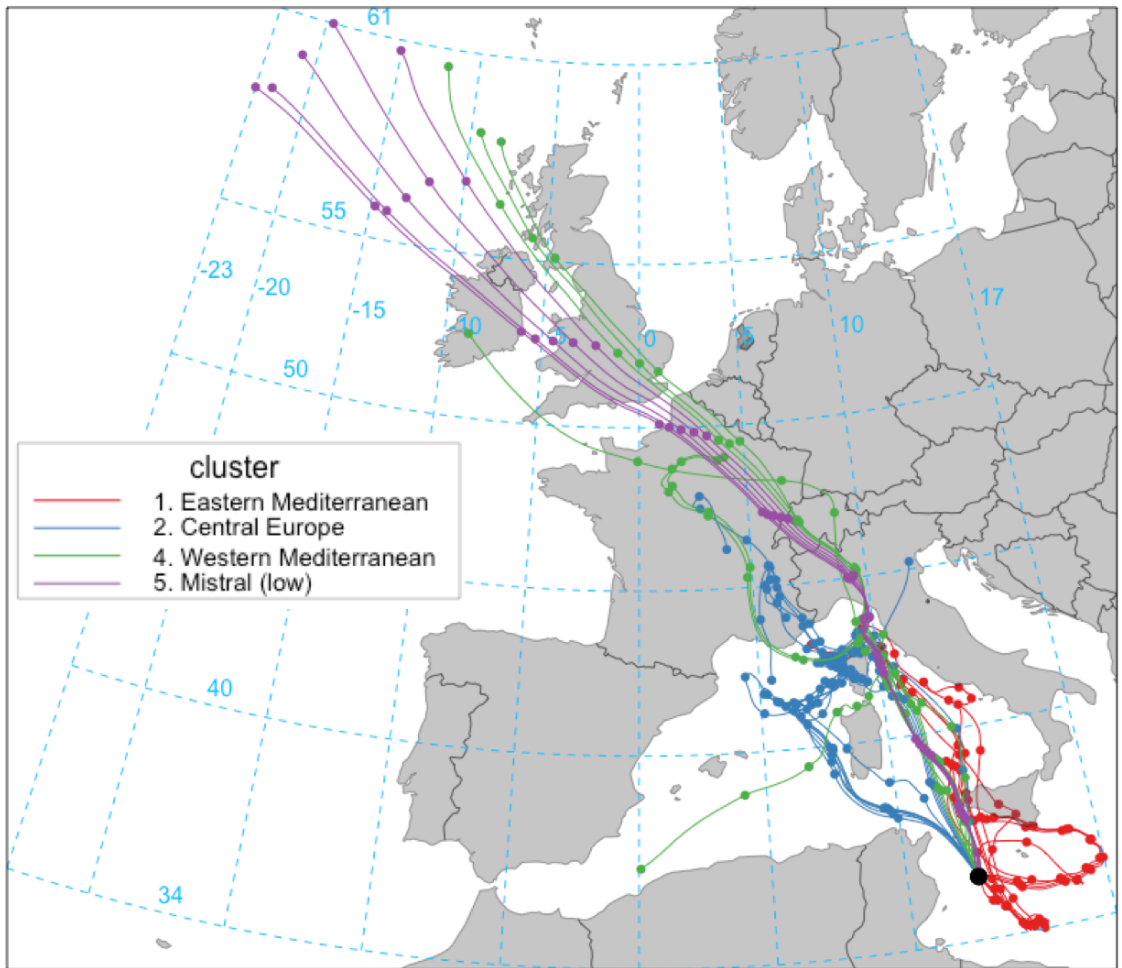 61
55
-23
-20
-15
-10
5
0
5
10
17
50
cluster
1. Eastern Mediterranean
2. Central Europe
4. Western Mediterranean
5. Mistral (low)
40
34